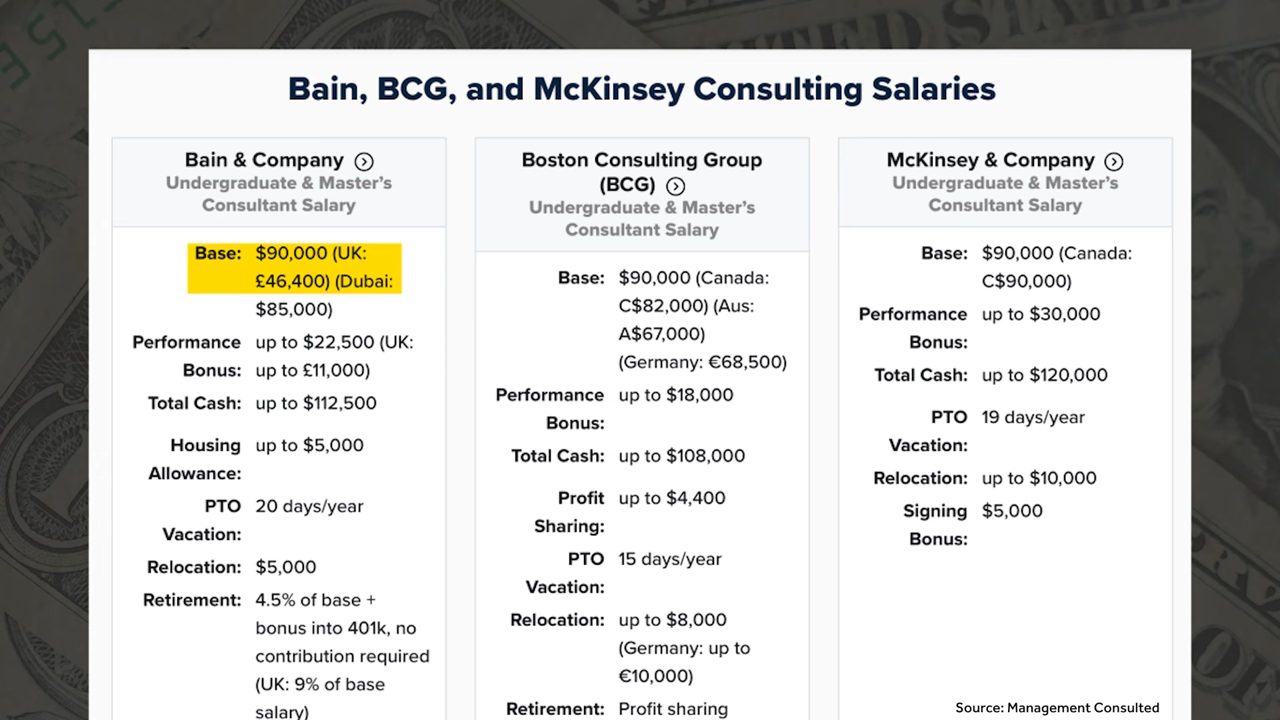 Bain, BCG, and McKinsey Consulting Salaries
Bain & Company
Undergraduate & Master's
Consultant Salary
Base: $90,000 (UK:
£46,400) (Dubai:
$85,000)
Performance up to $22,500 (UK:
Bonus: up to £11,000)
Total Cash: up to $112,500
Housing up to $5,000
Allowance:
PTO 20 days/year
Vacation:
Relocation: $5,000
Retirement: 4.5% of base +
bonus into 401k, no
contribution required
(UK: 9% of base
salary)
Boston Consulting Group
(BCG)
Undergraduate & Master's
Consultant Salary
Base: $90,000 (Canada:
C$82,000) (Aus:
A$67,000)
(Germany: €68,500)
Performance up to $18,000
Bonus:
Total Cash: up to $108,000
Profit up to $4,400
Sharing:
PTO 15 days/year
Vacation:
Relocation: up to $8,000
(Germany: up to
€10,000)
Retirement: Profit sharing
McKinsey & Company
Undergraduate & Master's
Consultant Salary
Base: $90,000 (Canada:
C$90,000)
Performance up to $30,000
Bonus:
Total Cash: up to $120,000
PTO 19 days/year
Vacation:
Relocation: up to $10,000
Signing $5,000
Bonus:
Source: Management Consulted